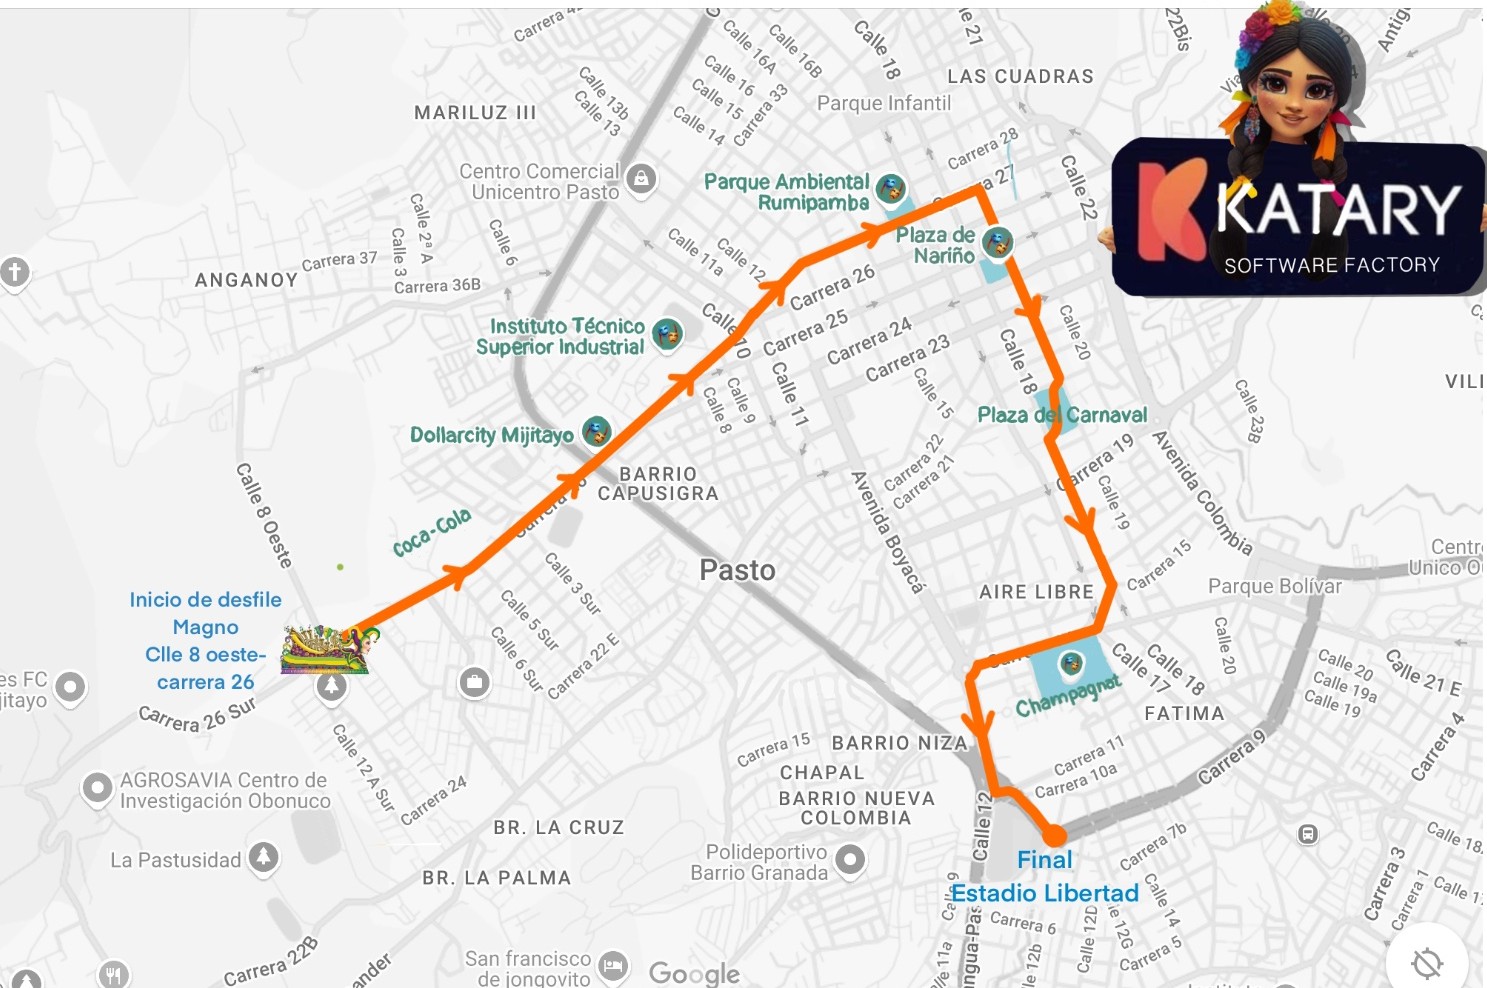 Carrera 42
Calle 16A
Calle 16B
Calle 18
lle 21
22Bis
Antig
LAS CUADRAS
Calle 13b
Calle 13
Calle 16
Calle 15
Calle 14
Carrera 33
Parque Infantil
MARILUZ III
Carrera 28
27
Calle 22
Centro Comercial
Unicentro Pasto
Parque Ambiental
Rumipamba
KATARY
SOFTWARE FACTORY
Calle 2ª A
Calle 3
Calle 6
Calle 11a
Calle 12
Plaza de
Nariño
ANGANOY
Carrera 37
Carrera 36B
Carrera 26
Carrera 25
Carrera 24
Carrera 23
Calle 10
Instituto Técnico
Superior Industrial
Calle 20
Calle 18
Calle 11
Calle 9
Calle 8
Calle 15
VILL
Plaza del Carnaval
Calle 23B
Dollarcity Mijitayo
BARRIO
CAPUSIGRA
Carrera 22
Carrera 21
Carrera 19
Calle 19
Avenida Colombia
Avenida Boyacá
Calle 8 Oeste
Coca-Cola
Pasto
Calle 3 Sur
Calle 5 Sur
Calle 6 Sur
Carrera 22 E
AIRE LIBRE
Carrera 15
Parque Bolívar
Centr
Unico O
Inicio de desfile
Magno
Clle 8 oeste-
carrera 26
es FC
jitayo
Carrera 26 Sur
Champagnat
Calle 17
Calle 18
Calle 20
Calle 20
Calle 19a
Calle 19
Calle 21 E
FATIMA
Calle 12 A Sur
Carrera 24
Carrera 15
BARRIO NIZA
CHAPAL
BARRIO NUEVA
COLOMBIA
Carrera 11
Carrera 10a
Carrera 9
Carrera 4
AGROSAVIA Centro de
Investigación Obonuco
BR. LA CRUZ
Calle 12
La Pastusidad
BR. LA PALMA
Polideportivo
Barrio Granada
Final
Estadio Libertad
Carrera 7b
Calle 18
Carrera 3
Carrera 1
Calle 9
Carrera 6
Calle 12D
Calle 14
Carrera 5
Carrera 22B
ander
San francisco
de jongovito
Google
lle 11a
angua-Pas
lle 12b
le 12G